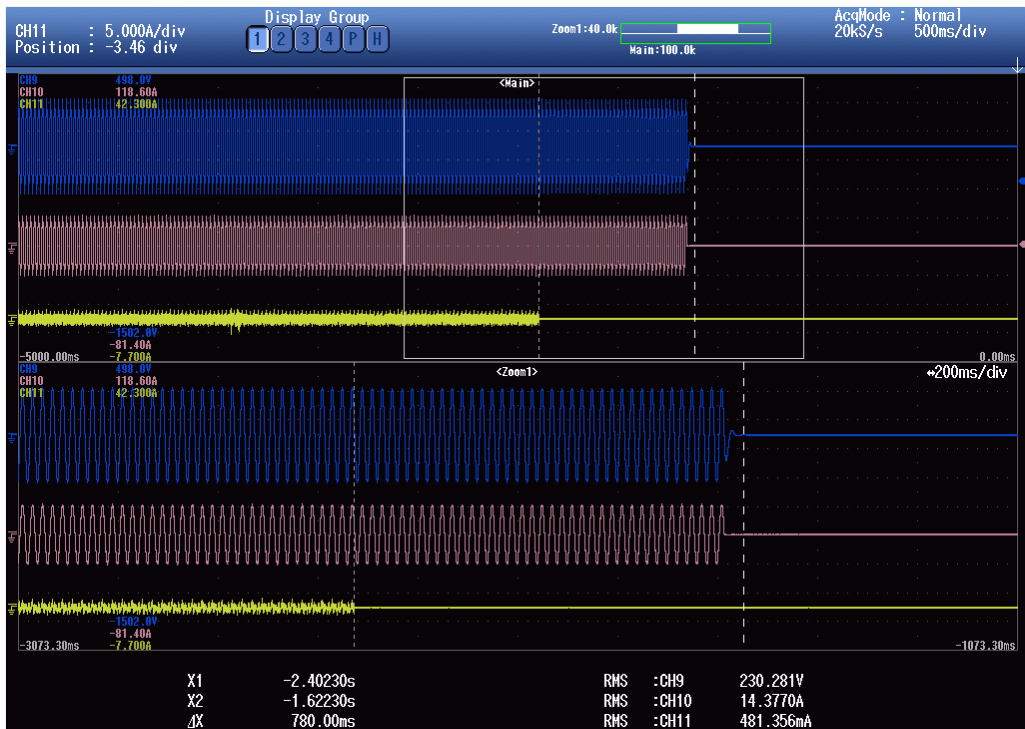 CH11 : 5.000A/div
Position : -3.46 div
Display Group
1 2 3 4 P H
Zoom1:40.0k
Main:100.0k
AcqMode : Normal
20kS/s 500ms/div
<Main>
CH9 498.0V
CH10 118.60A
CH11 42.300A
-1502.0V
-81.40A
-5000.00ms -7.700A 0.00ms
<Zoom1>
↔200ms/div
CH9 498.0V
CH10 118.60A
CH11 42.300A
-1502.0V
-81.40A
-3073.30ms -7.700A -1073.30ms
X1 -2.40230s RMS :CH9 230.281V
X2 -1.62230s RMS :CH10 14.3770A
⊿X 780.00ms RMS :CH11 481.356mA